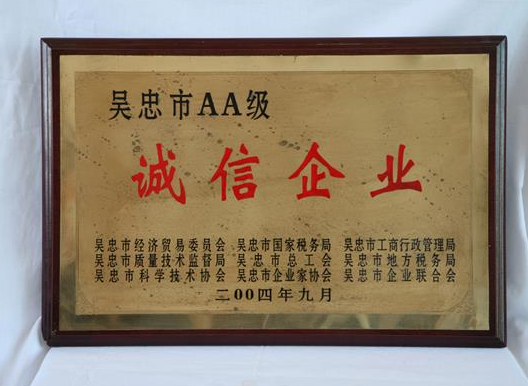 吴忠市AA级
诚信企业
吴忠市经济贸易委员会 吴忠市国家税务局 吴忠市工商行政管理局
吴忠市质量技术监督局 吴忠市总工会 吴忠市地方税务局
吴忠市科学技术协会 吴忠市企业家协会 吴忠市企业联合会
二00四年九月